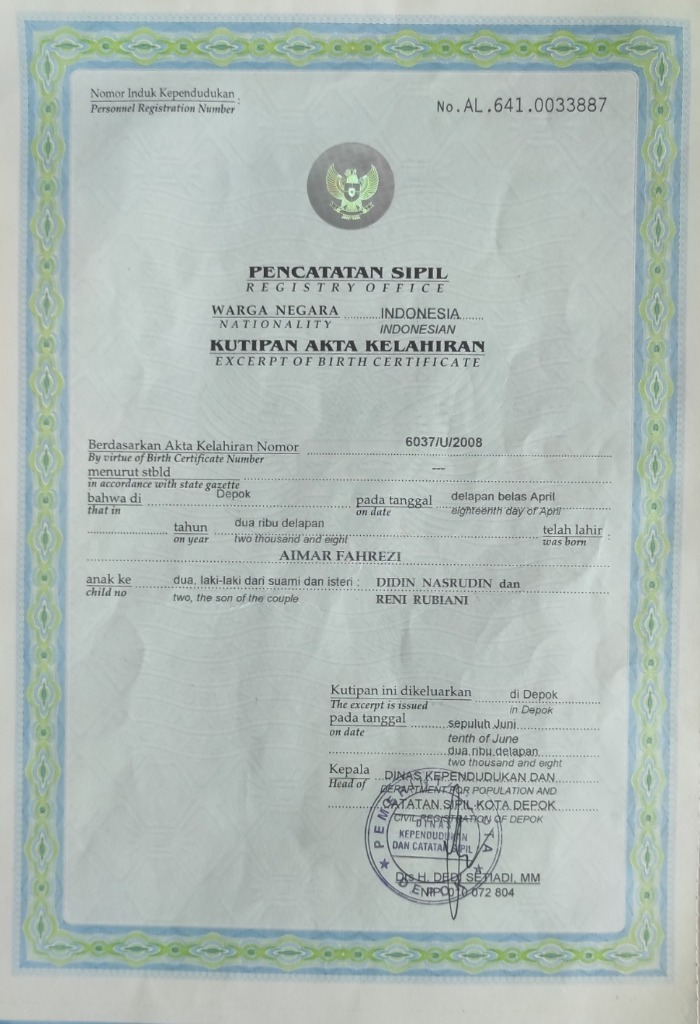 Nomor Induk Kependudukan :
Personnel Registration Number
No.AL.641.0033887
PENCATATAN SIPIL
REGISTRY OFFICE
WARGA NEGARA ..........INDONESIA......
NATIONALITY INDONESIAN
KUTIPAN AKTA KELAHIRAN
EXCERPT OF BIRTH CERTIFICATE
Berdasarkan Akta Kelahiran Nomor 6037/U/2008
By virtue of Birth Certificate Number
menurut stbld ---
in accordance with state gazette
bahwa di Depok pada tanggal delapan belas April
that in on date eighteenth day of April
tahun dua ribu delapan telah lahir :
on year two thousand and eight was born
AIMAR FAHREZI
anak ke dua, laki-laki dari suami dan isteri : DIDIN NASRUDIN dan
child no two, the son of the couple RENI RUBIANI
Kutipan ini dikeluarkan di Depok
The excerpt is issued in Depok
pada tanggal sepuluh Juni
on date tenth of June
dua ribu delapan
two thousand and eight
Kepala DINAS KEPENDUDUKAN DAN
Head of DEPARTMENT FOR POPULATION AND
CATATAN SIPIL KOTA DEPOK
CIVIL REGISTRATION OF DEPOK
DINAS
KEPENDUDUKAN
DAN CATATAN SIPIL
DEPOK
Drs H. DEDI SETIADI, MM
NIP 010 072 804